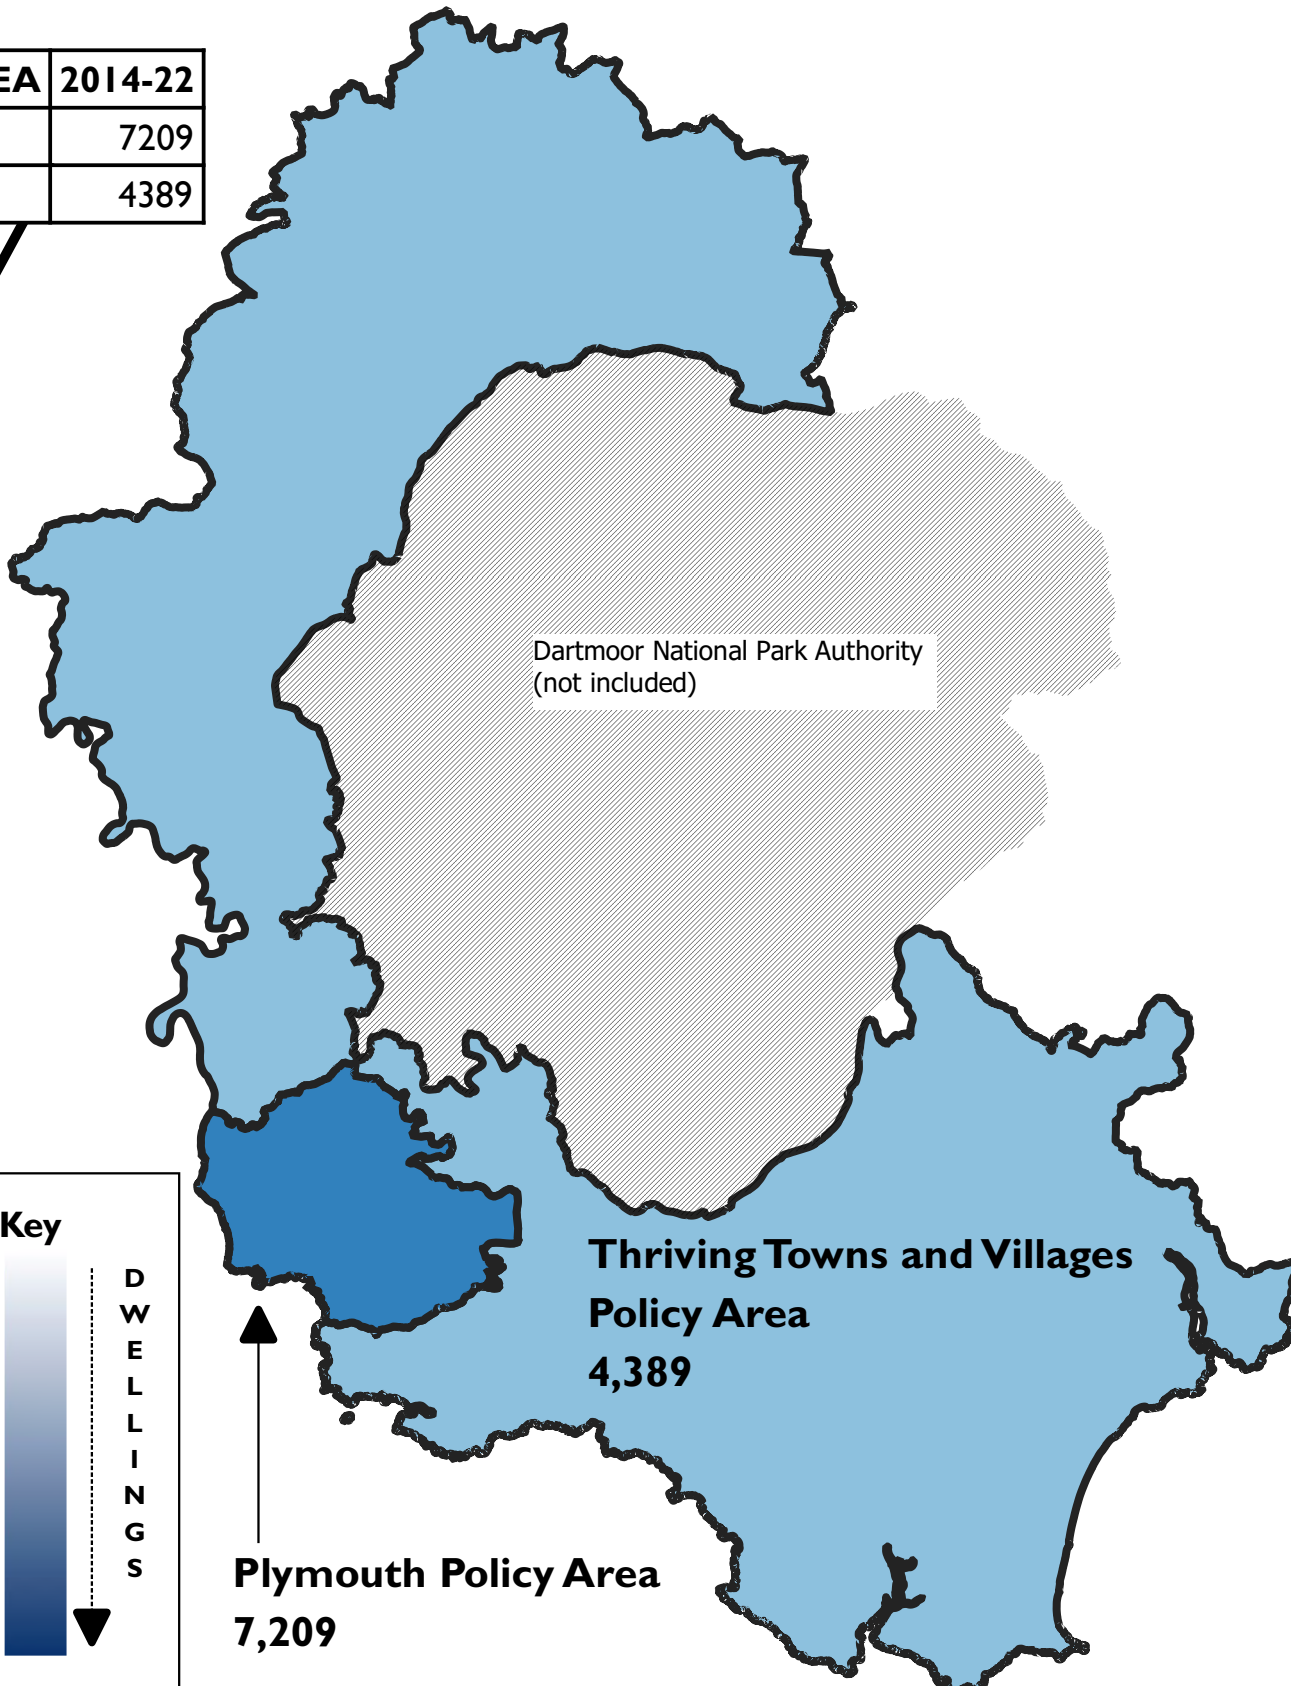 EA 2014-22
7209
4389
Dartmoor National Park Authority
(not included)
Thriving Towns and Villages
Policy Area
4,389
Key
D
W
E
L
L
I
N
G
S
Plymouth Policy Area
7,209